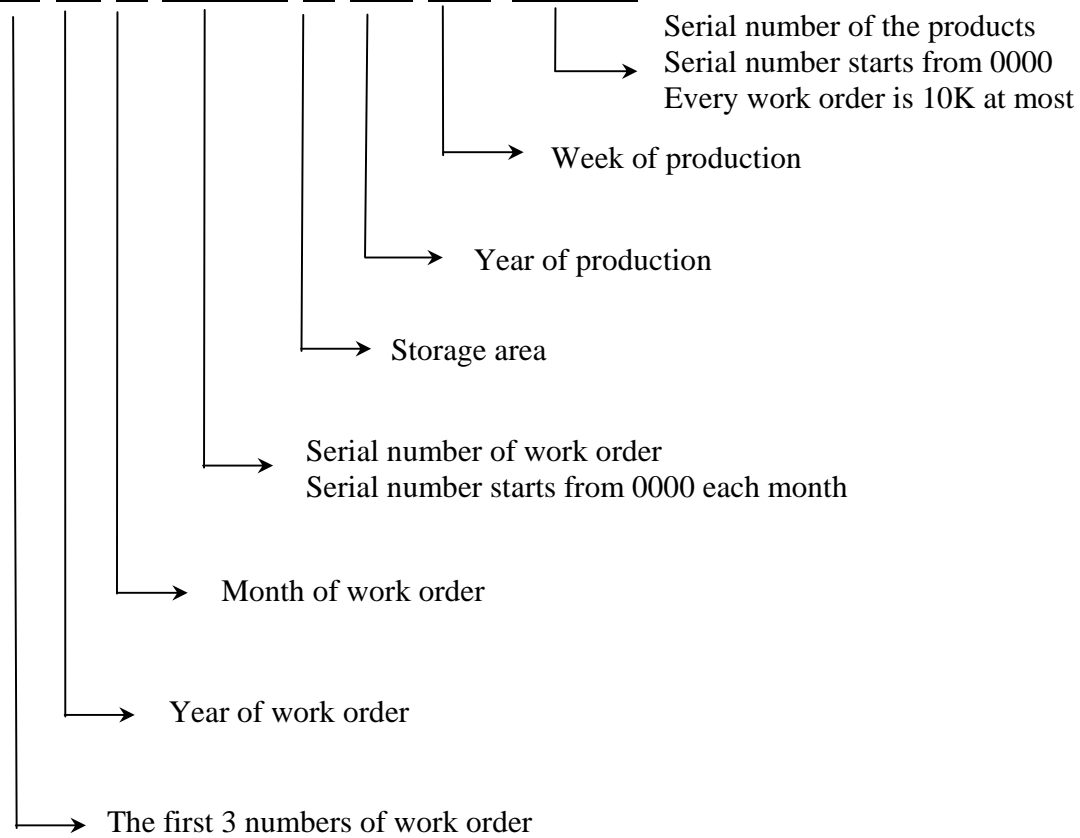 Serial number of the products
Serial number starts from 0000
Every work order is 10K at most
Week of production
Year of production
Storage area
Serial number of work order
Serial number starts from 0000 each month
Month of work order
Year of work order
The first 3 numbers of work order